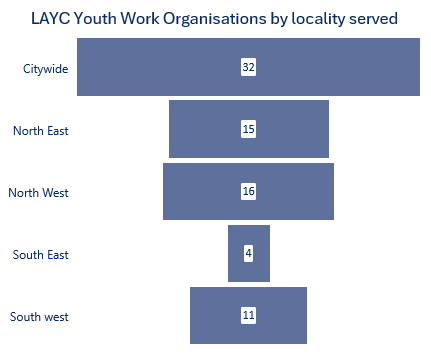 LAYC Youth Work Organisations by locality served
Citywide 32
North East 15
North West 16
South East 4
South west 11